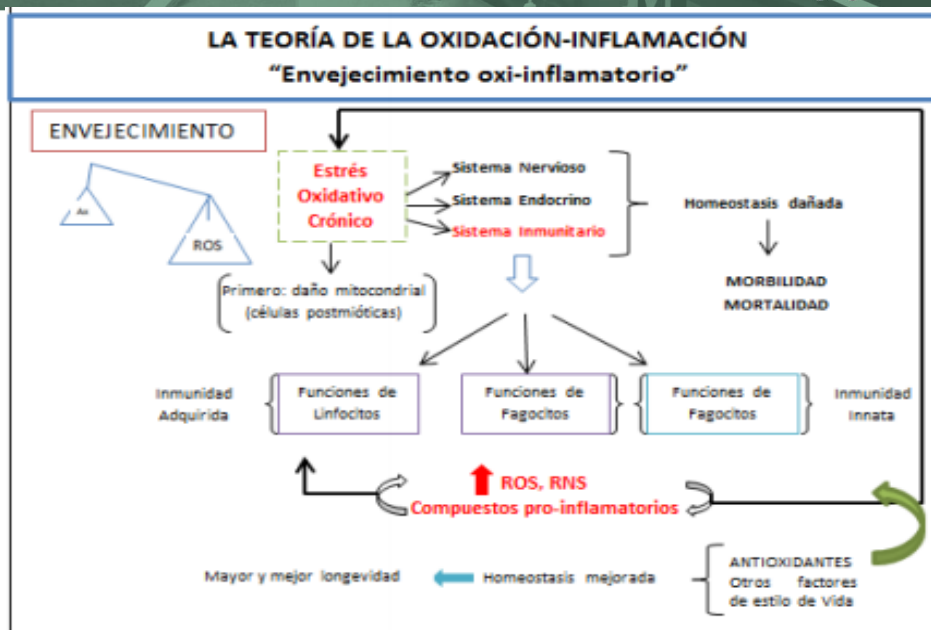 LA TEORÍA DE LA OXIDACIÓN-INFLAMACIÓN
“Envejecimiento oxi-inflamatorio”
ENVEJECIMIENTO
ROS
Estrés
Oxidativo
Crónico
Sistema Nervioso
Sistema Endocrino
Sistema Inmunitario
Homeostasis dañada
MORBILIDAD
MORTALIDAD
Primero: daño mitocondrial
(células postmióticas)
Inmunidad
Adquirida
Funciones de
Linfocitos
Funciones de
Fagocitos
Funciones de
Fagocitos
Inmunidad
Innata
ROS, RNS
Compuestos pro-inflamatorios
Mayor y mejor longevidad
Homeostasis mejorada
ANTIOXIDANTES
Otros factores
de estilo de Vida